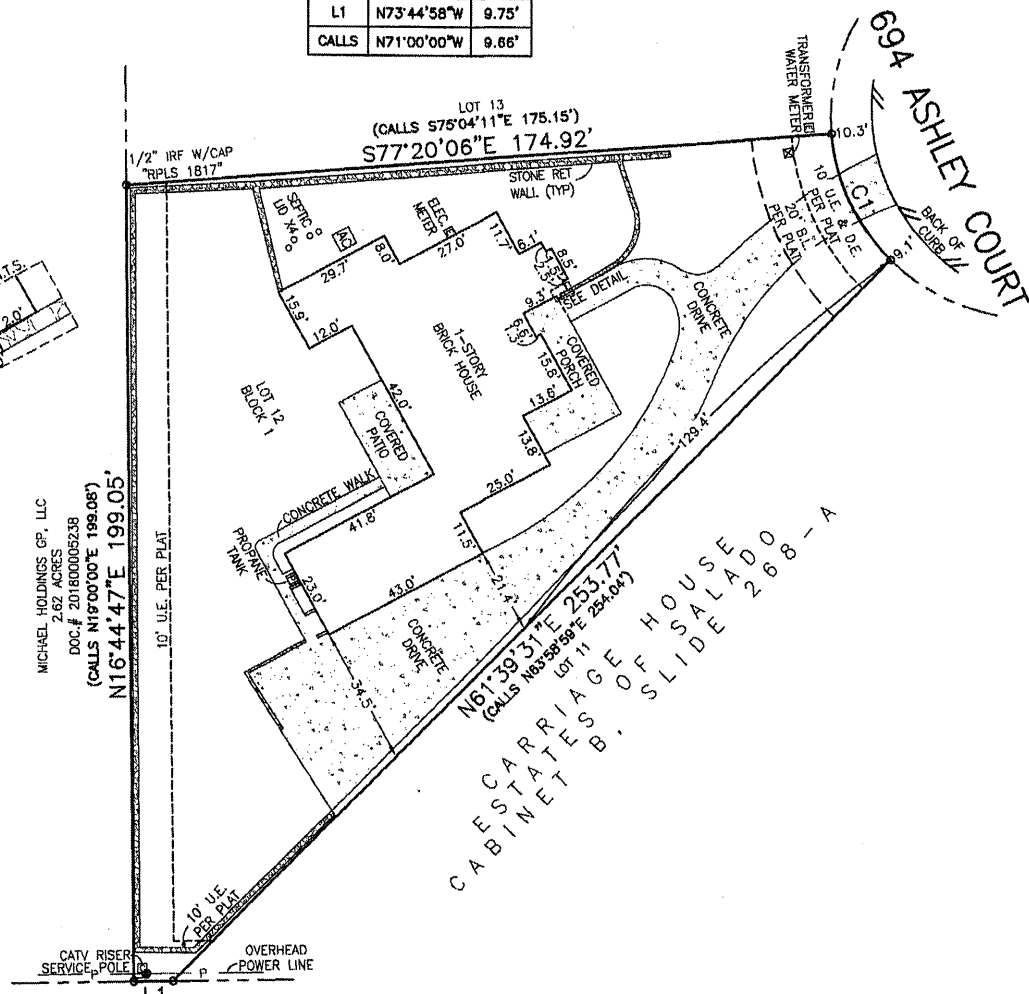 L1 N73°44'58"W 9.75'
CALLS N71°00'00"W 9.66'
694 ASHLEY COURT
TRANSFORMER
WATER METER
LOT 13
(CALLS S75°04'11"E 175.15')
S77°20'06"E 174.92'
1/2" IRF W/CAP
"RPLS 1817"
10.3'
STONE RET
WALL (TYP)
10' U.E. & D.E.
PER PLAT
20' B.L.
PER PLAT
C1
BACK OF
CURB
9.1'
SEPTIC
LID X4
AC
ELEC.
METER
11.7'
6.1'
8.5'
29.7'
8.0'
27.0'
9.3'
SEE DETAIL
CONCRETE
DRIVE
N.T.S.
2.0'
15.9'
12.0'
1-STORY
BRICK HOUSE
6.6'
15.8'
COVERED
PORCH
LOT 12
BLOCK 1
42.0'
COVERED
PATIO
13.6'
13.8'
129.4'
25.0'
CONCRETE WALK
41.8'
11.5'
PROPANE
TANK
21.4'
23.0'
43.0'
MICHAEL HOLDINGS GP, LLC
2.62 ACRES
DOC.# 201800005238
(CALLS N19°00'00"E 199.08')
N16°44'47"E 199.05'
10' U.E. PER PLAT
CONCRETE
DRIVE
34.5'
N61°39'31"E 253.77'
(CALLS N63°58'59"E 254.04')
LOT 11
CARRIAGE HOUSE
ESTATES OF SALADO
CABINET B, SLIDE 268-A
10' U.E.
PER PLAT
CATV RISER
SERVICE POLE
P
P
OVERHEAD
POWER LINE
L1